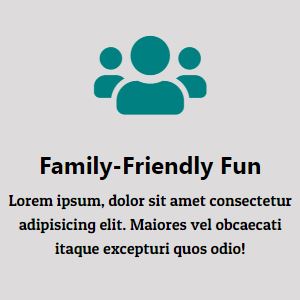 Family-Friendly Fun
Lorem ipsum, dolor sit amet consectetur
adipisicing elit. Maiores vel obcaecati
itaque excepturi quos odio!